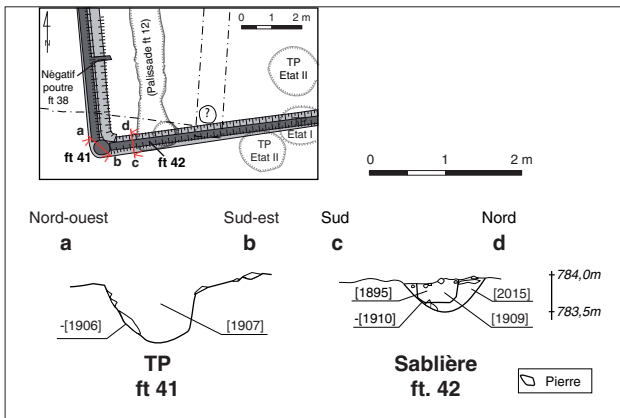 0 1 2 m
N
(Palissade ft 12)
TP
Etat II
Négatif
poutre
ft 38
?
a
d
Etat I
ft 41
b
c
ft 42
TP
Etat II
0 1 2 m
Nord-ouest
Sud-est
Sud
Nord
a
b
c
d
784,0m
[1895]
[2015]
783,5m
-[1906]
[1907]
-[1910]
[1909]
TP
ft 41
Sablière
ft. 42
Pierre